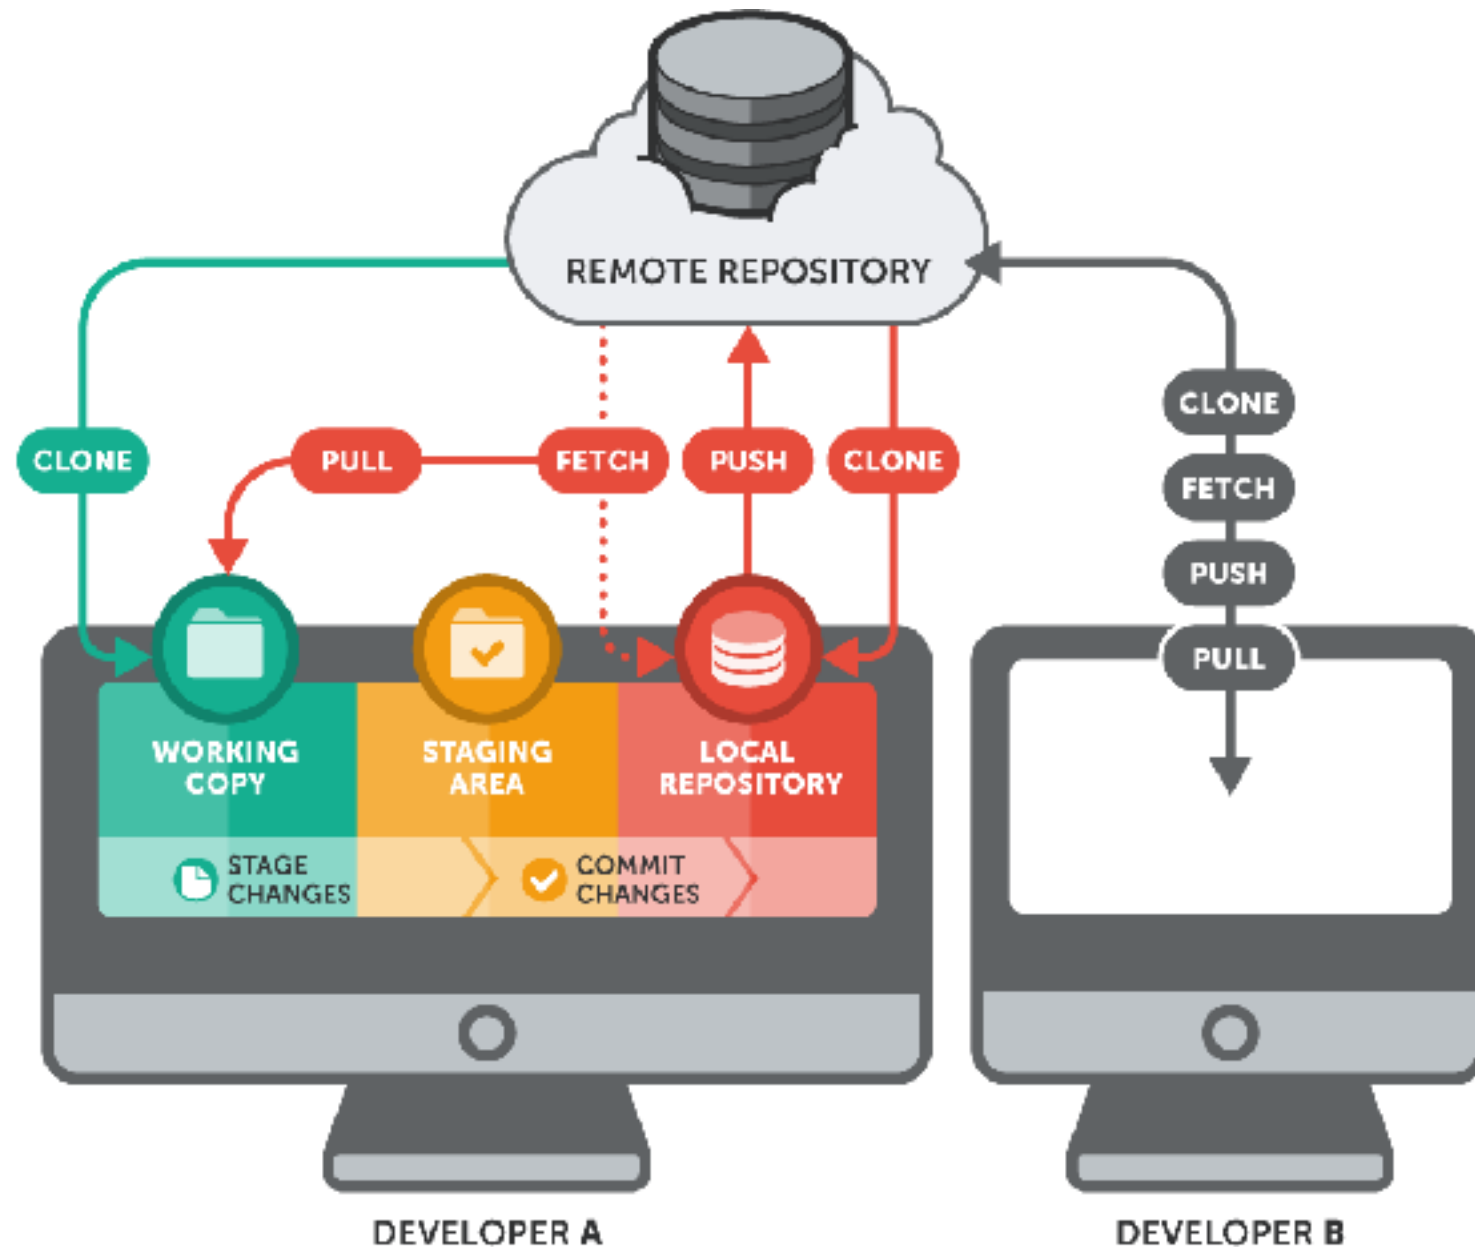 REMOTE REPOSITORY
CLONE
PULL
FETCH
PUSH
CLONE
CLONE
FETCH
PUSH
PULL
WORKING
COPY
STAGING
AREA
LOCAL
REPOSITORY
STAGE
CHANGES
COMMIT
CHANGES
DEVELOPER A
DEVELOPER B